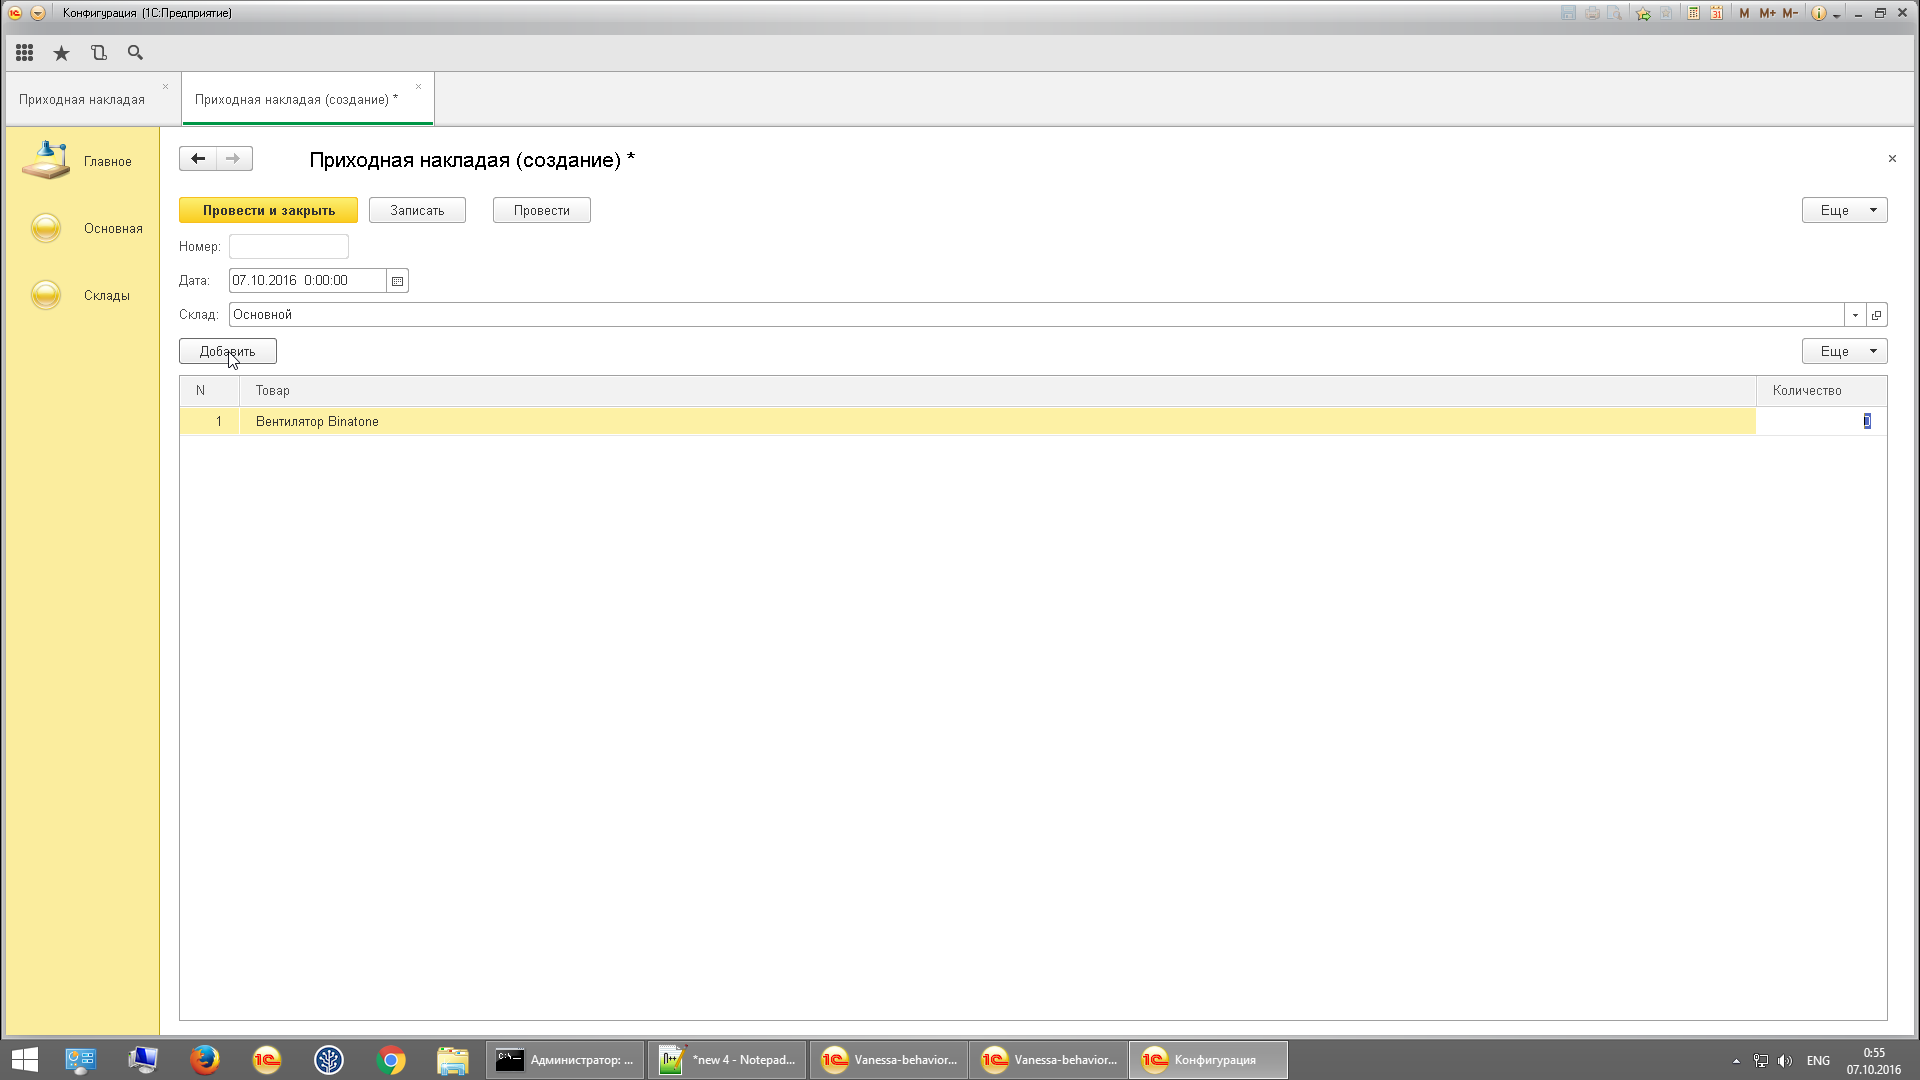 Конфигурация (1С:Предприятие)
31 M M+ M-
Приходная накладая
Приходная накладая (создание) *
Главное
Основная
Склады
Приходная накладая (создание) *
Провести и закрыть Записать Провести Еще
Номер:
Дата: 07.10.2016 0:00:00
Склад: Основной
Добавить Еще
N Товар Количество
1 Вентилятор Binatone
Администратор: ...
*new 4 - Notepad...
Vanessa-behavior...
Vanessa-behavior...
Конфигурация
ENG
0:55
07.10.2016